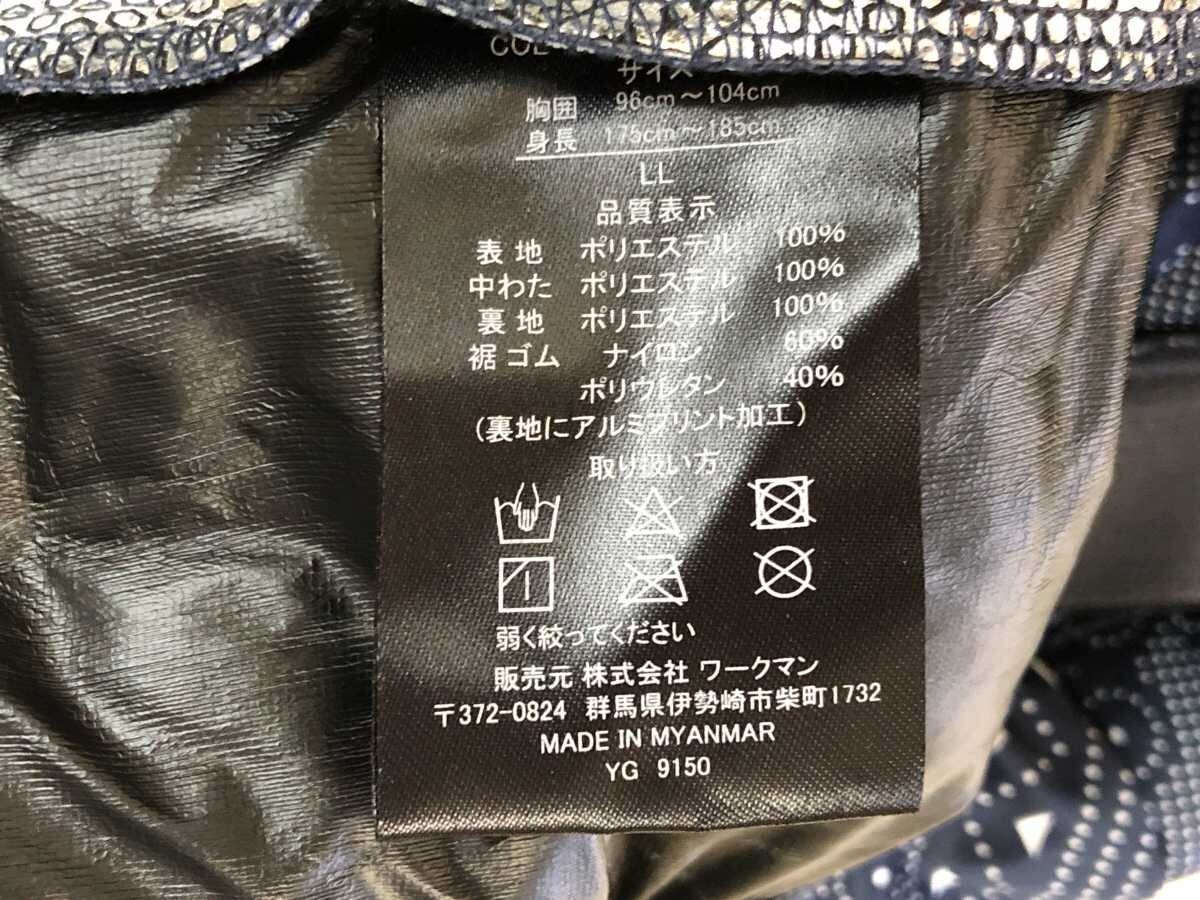 COL
サイズ
胸囲 96cm～104cm
身長 175cm～185cm
LL
品質表示
表地 ポリエステル 100%
中わた ポリエステル 100%
裏地 ポリエステル 100%
裾ゴム ナイロン 60%
ポリウレタン 40%
(裏地にアルミプリント加工)
取り扱い方
弱く絞ってください
販売元 株式会社 ワークマン
〒372-0824 群馬県伊勢崎市柴町1732
MADE IN MYANMAR
YG 9150